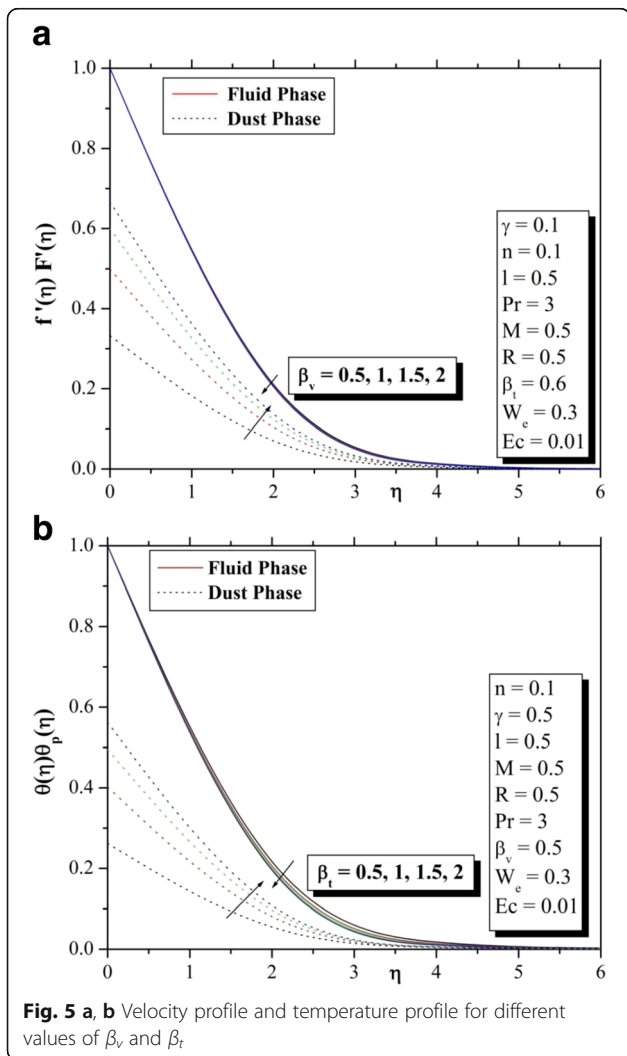 a
1.0
0.8
0.6
0.4
0.2
0.0
f'(η) F'(η)
Fluid Phase
Dust Phase
γ = 0.1
n = 0.1
l = 0.5
Pr = 3
M = 0.5
R = 0.5
β_t = 0.6
W_e = 0.3
Ec = 0.01
β_v = 0.5, 1, 1.5, 2
0 1 2 3 4 5 6
η
b
1.0
0.8
0.6
0.4
0.2
0.0
θ(η)θ_p(η)
Fluid Phase
Dust Phase
n = 0.1
γ = 0.5
l = 0.5
M = 0.5
R = 0.5
Pr = 3
β_v = 0.5
W_e = 0.3
Ec = 0.01
β_t = 0.5, 1, 1.5, 2
0 1 2 3 4 5 6
η
Fig. 5 a, b Velocity profile and temperature profile for different
values of β_v and β_t